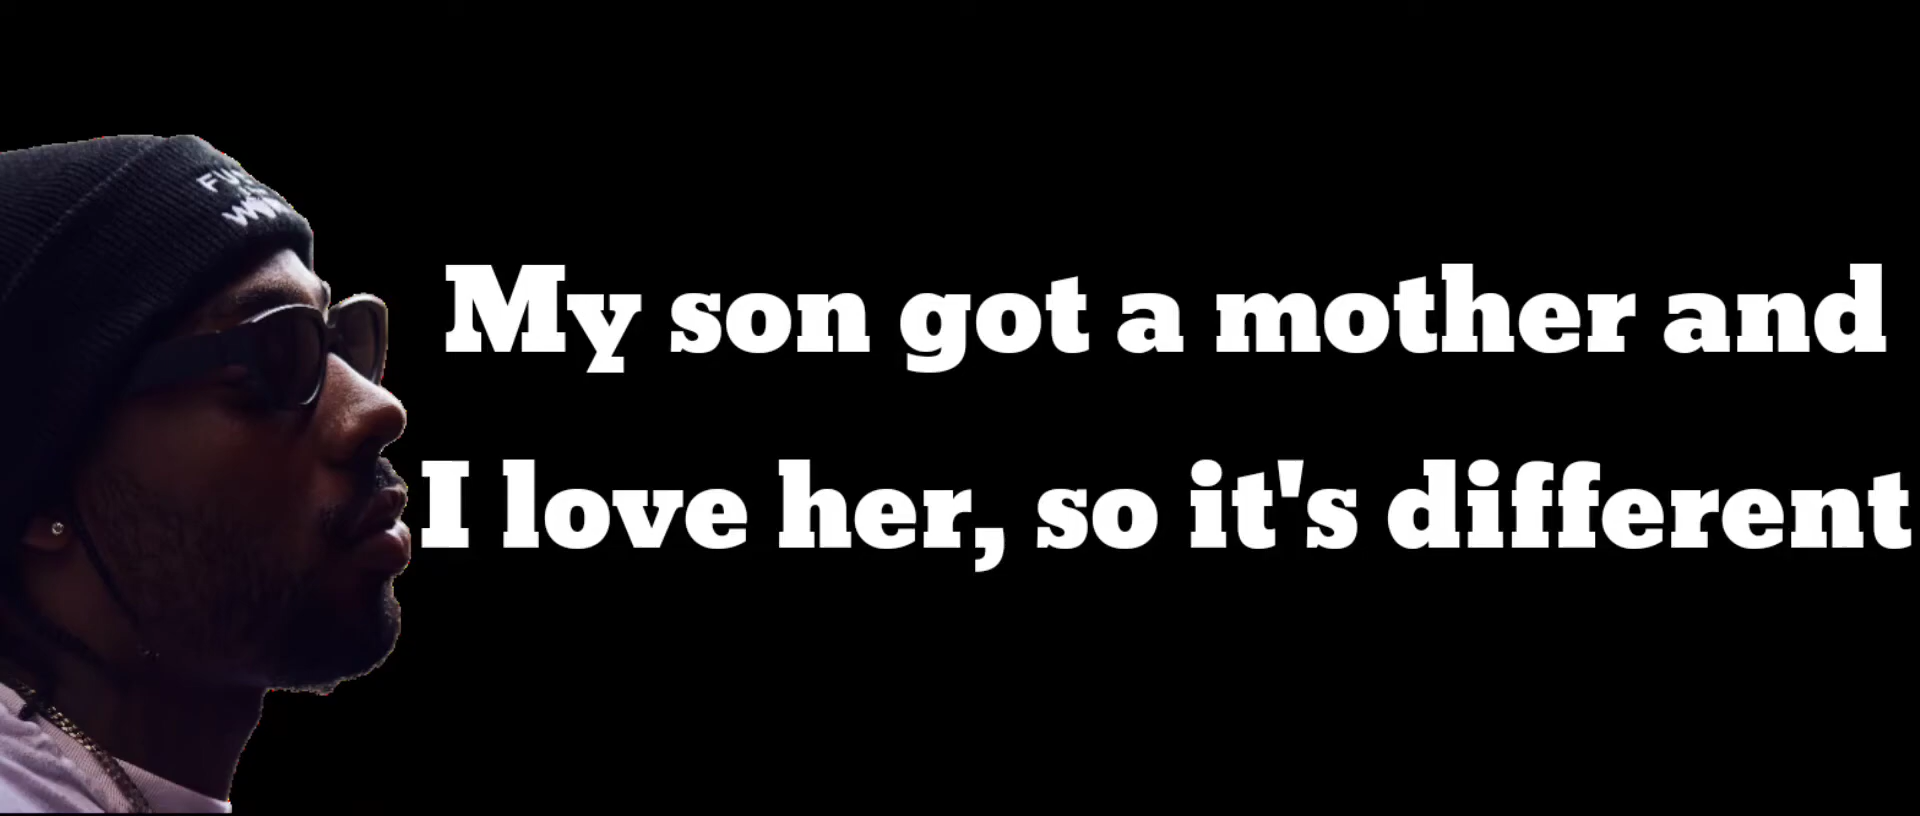 My son got a mother and
I love her, so it's different